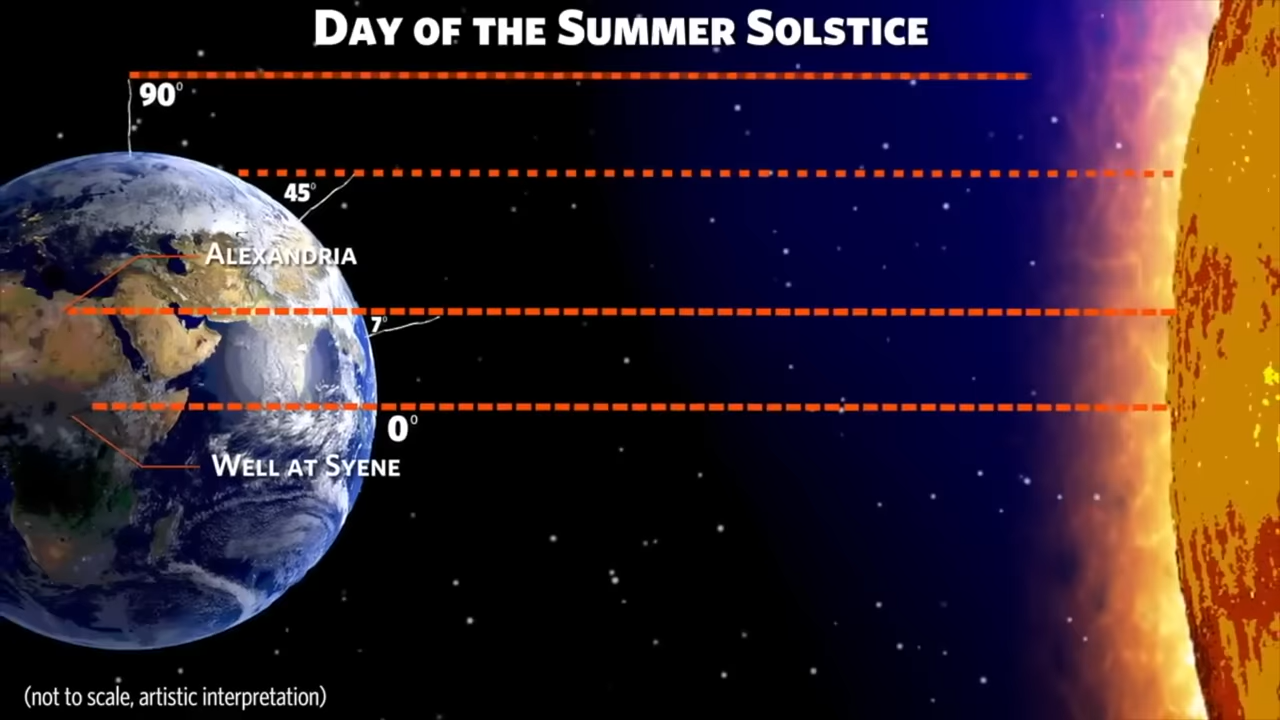 DAY OF THE SUMMER SOLSTICE
90°
45°
ALEXANDRIA
7°
0°
WELL AT SYENE
(not to scale, artistic interpretation)